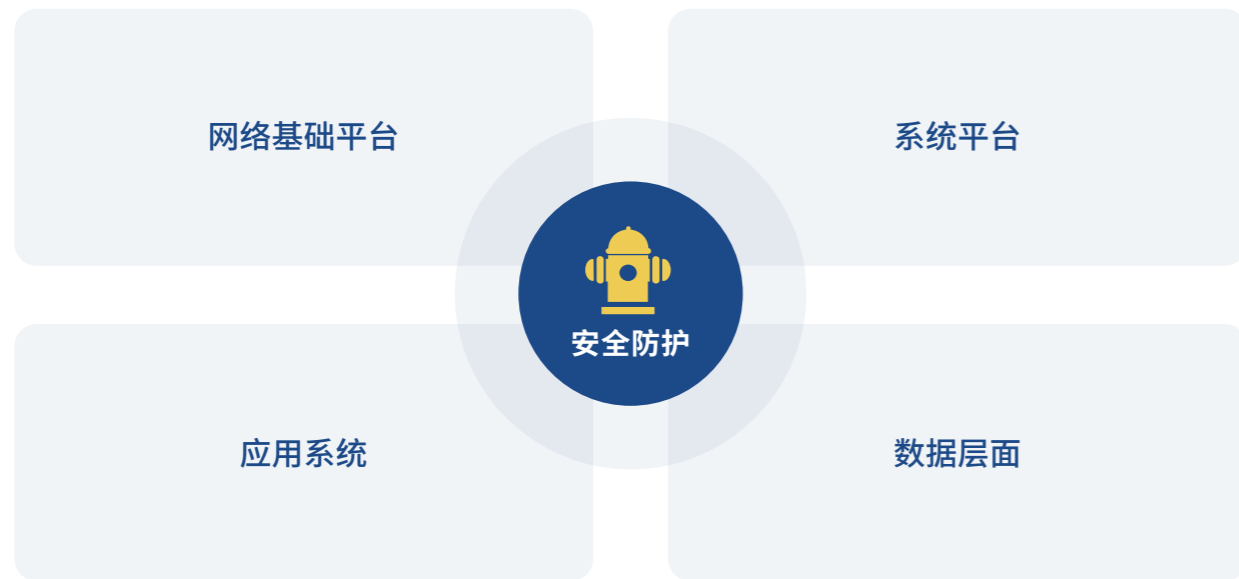 网络基础平台
系统平台
安全防护
应用系统
数据层面